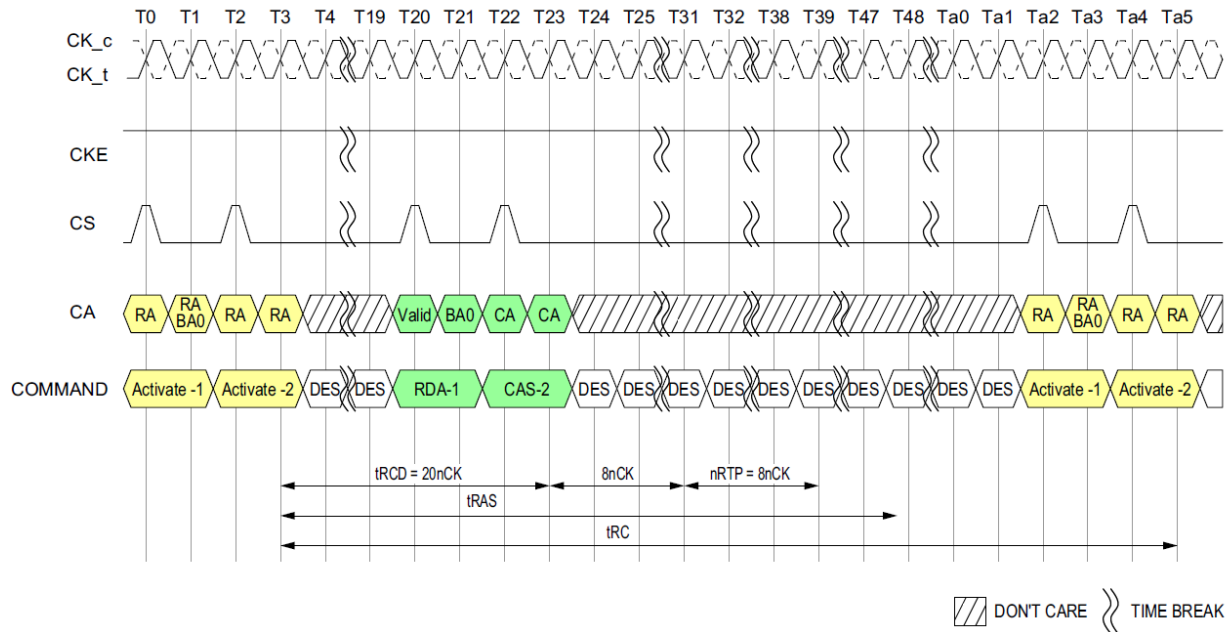 T0 T1 T2 T3 T4 T19 T20 T21 T22 T23 T24 T25 T31 T32 T38 T39 T47 T48 Ta0 Ta1 Ta2 Ta3 Ta4 Ta5
CK_c
CK_t
CKE
CS
CA RA RA BA0 RA RA Valid BA0 CA CA RA RA BA0 RA RA
COMMAND Activate -1 Activate -2 DES DES RDA-1 CAS-2 DES DES DES DES DES DES DES DES DES DES Activate -1 Activate -2
tRCD = 20nCK 8nCK nRTP = 8nCK
tRAS
tRC
DON'T CARE TIME BREAK